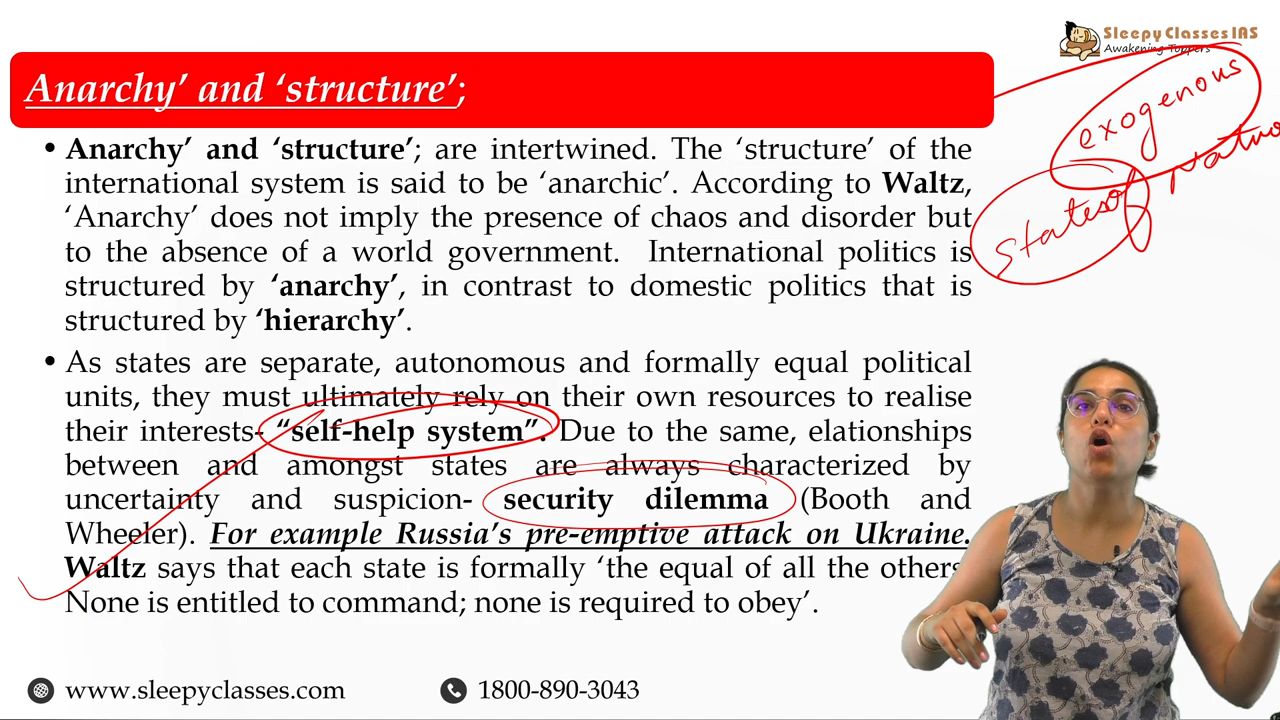 Sleepy Classes IAS
Awakening Toppers
Anarchy’ and ‘structure’;
exogenous
States of Natu
• Anarchy’ and ‘structure’; are intertwined. The ‘structure’ of the
international system is said to be ‘anarchic’. According to Waltz,
‘Anarchy’ does not imply the presence of chaos and disorder but
to the absence of a world government. International politics is
structured by ‘anarchy’, in contrast to domestic politics that is
structured by ‘hierarchy’.
• As states are separate, autonomous and formally equal political
units, they must ultimately rely on their own resources to realise
their interests- “self-help system”. Due to the same, elationships
between and amongst states are always characterized by
uncertainty and suspicion- security dilemma (Booth and
Wheeler). For example Russia’s pre-emptive attack on Ukraine.
Waltz says that each state is formally ‘the equal of all the others
None is entitled to command; none is required to obey’.
www.sleepyclasses.com
1800-890-3043